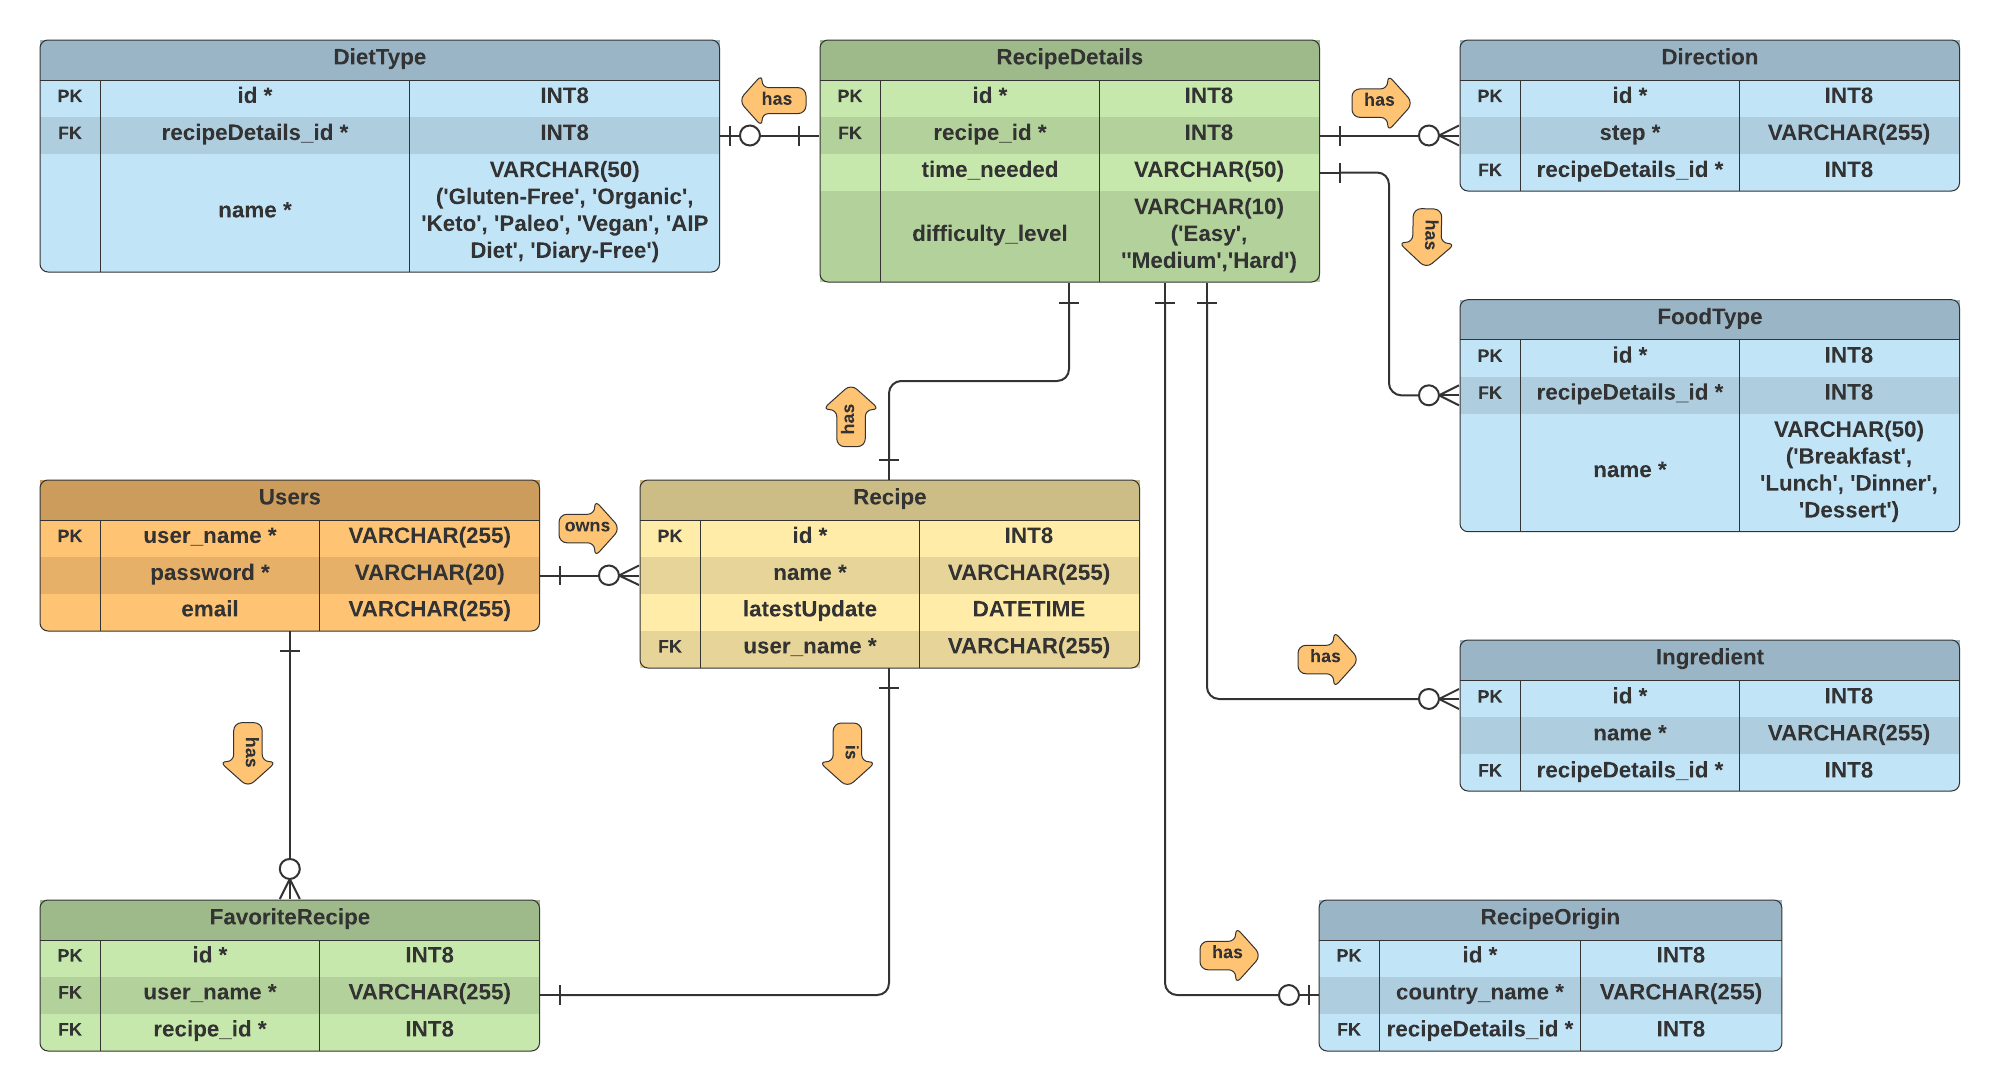 DietType
PK id * INT8
FK recipeDetails_id * INT8
name * VARCHAR(50)
('Gluten-Free', 'Organic',
'Keto', 'Paleo', 'Vegan', 'AIP
Diet', 'Diary-Free')
has
RecipeDetails
PK id * INT8
FK recipe_id * INT8
time_needed VARCHAR(50)
difficulty_level VARCHAR(10)
('Easy',
''Medium','Hard')
has
Direction
PK id * INT8
step * VARCHAR(255)
FK recipeDetails_id * INT8
has
FoodType
PK id * INT8
FK recipeDetails_id * INT8
name * VARCHAR(50)
('Breakfast',
'Lunch', 'Dinner',
'Dessert')
has
Users
PK user_name * VARCHAR(255)
password * VARCHAR(20)
email VARCHAR(255)
owns
Recipe
PK id * INT8
name * VARCHAR(255)
latestUpdate DATETIME
FK user_name * VARCHAR(255)
has
Ingredient
PK id * INT8
name * VARCHAR(255)
FK recipeDetails_id * INT8
has
is
FavoriteRecipe
PK id * INT8
FK user_name * VARCHAR(255)
FK recipe_id * INT8
has
RecipeOrigin
PK id * INT8
country_name * VARCHAR(255)
FK recipeDetails_id * INT8